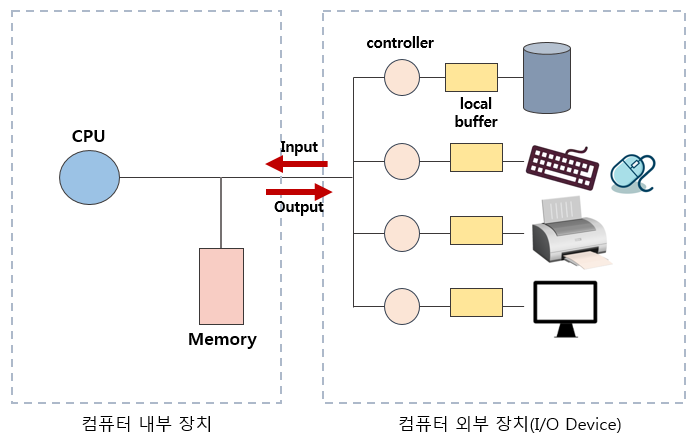 controller
local
buffer
CPU
Input
Output
Memory
컴퓨터 내부 장치
컴퓨터 외부 장치(I/O Device)